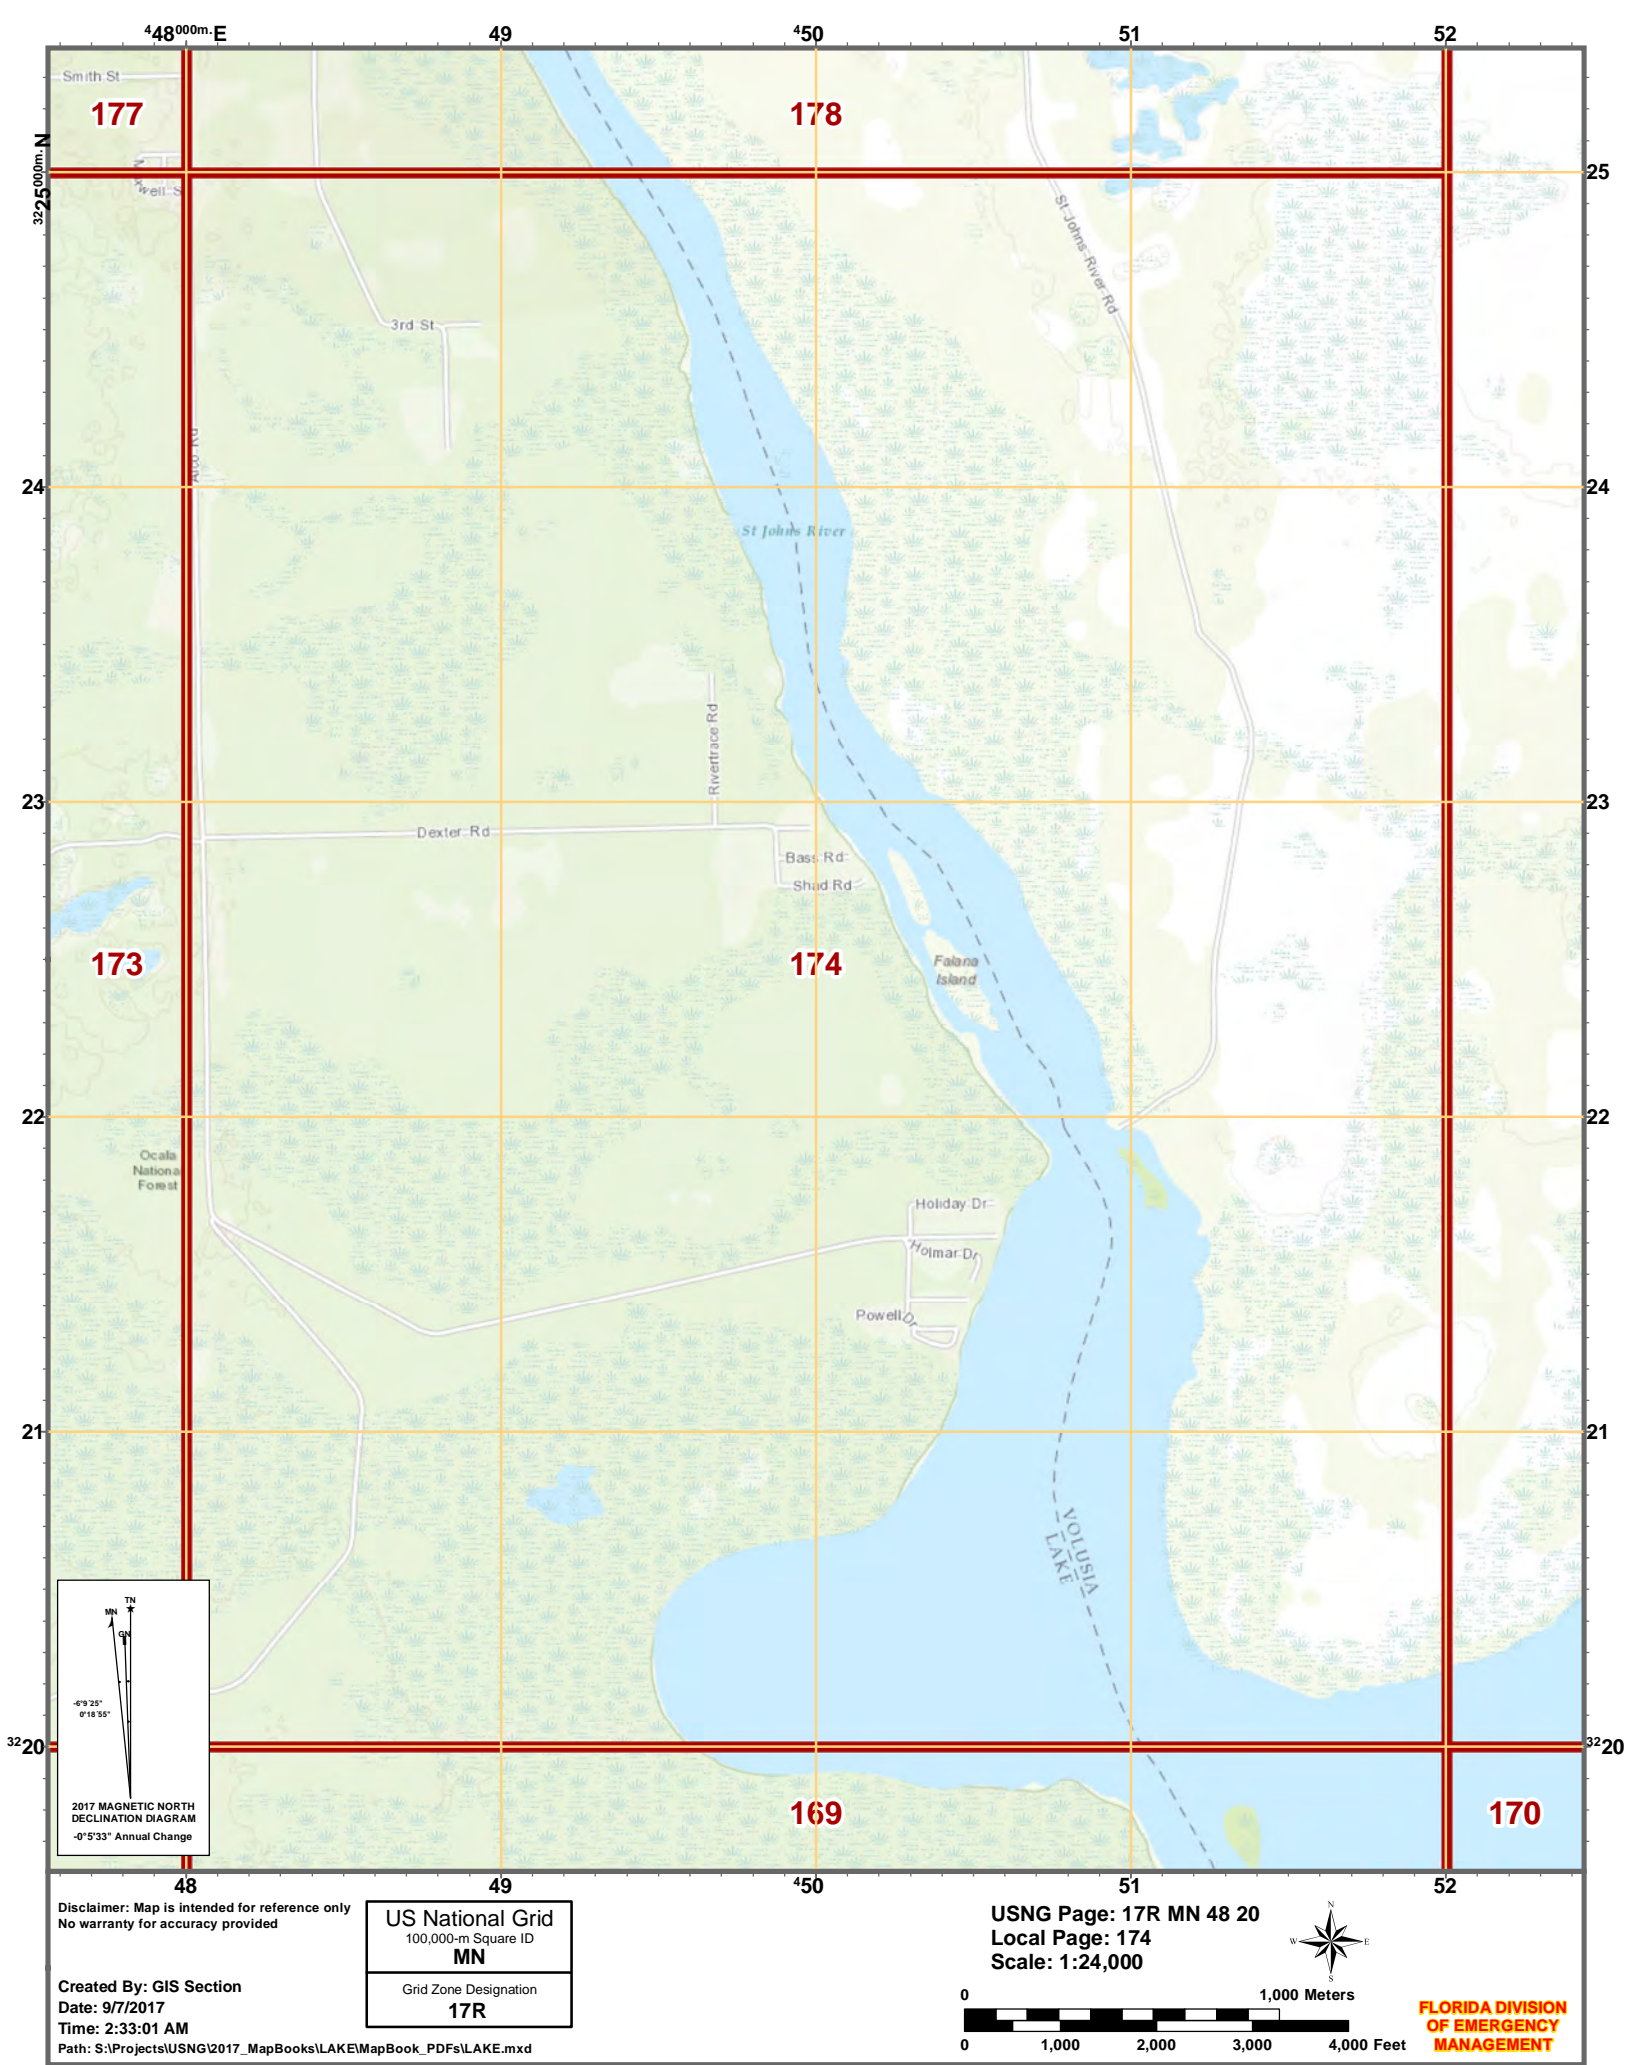 448000m. E
49
450
51
52
Smith St
177
178
3225000m. N
25
well S
St Johns River Rd
3rd St
24
24
St Johns River
Rivertrace Rd
23
23
Dexter Rd
Bass Rd
Shad Rd
173
174
Falana
Island
22
22
Ocala
National
Forest
Holiday Dr
Holmar Dr
Powell Dr
21
21
VOLUSIA
LAKE
TN
MN
GN
-6°9'25"
0°18'55"
3220
3220
2017 MAGNETIC NORTH
DECLINATION DIAGRAM
-0°5'33" Annual Change
169
170
48
49
450
51
52
Disclaimer: Map is intended for reference only
No warranty for accuracy provided
US National Grid
100,000-m Square ID
MN
Grid Zone Designation
17R
Created By: GIS Section
Date: 9/7/2017
Time: 2:33:01 AM
Path: S:\Projects\USNG\2017_MapBooks\LAKE\MapBook_PDFs\LAKE.mxd
USNG Page: 17R MN 48 20
Local Page: 174
Scale: 1:24,000
N
W
E
S
0
1,000 Meters
0
1,000
2,000
3,000
4,000 Feet
FLORIDA DIVISION
OF EMERGENCY
MANAGEMENT